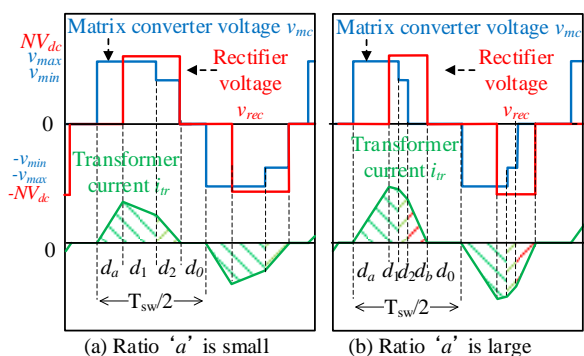 Matrix converter voltage v_mc
NV_dc
v_max
v_min
Rectifier
voltage
v_rec
0
-v_min
-v_max
-NV_dc
Transformer
current i_tr
0
d_a d_1 d_2 d_0
T_sw/2
(a) Ratio ‘a’ is small
Matrix converter voltage v_mc
Rectifier
voltage
v_rec
Transformer
current i_tr
d_a d_1 d_2 d_b d_0
T_sw/2
(b) Ratio ‘a’ is large